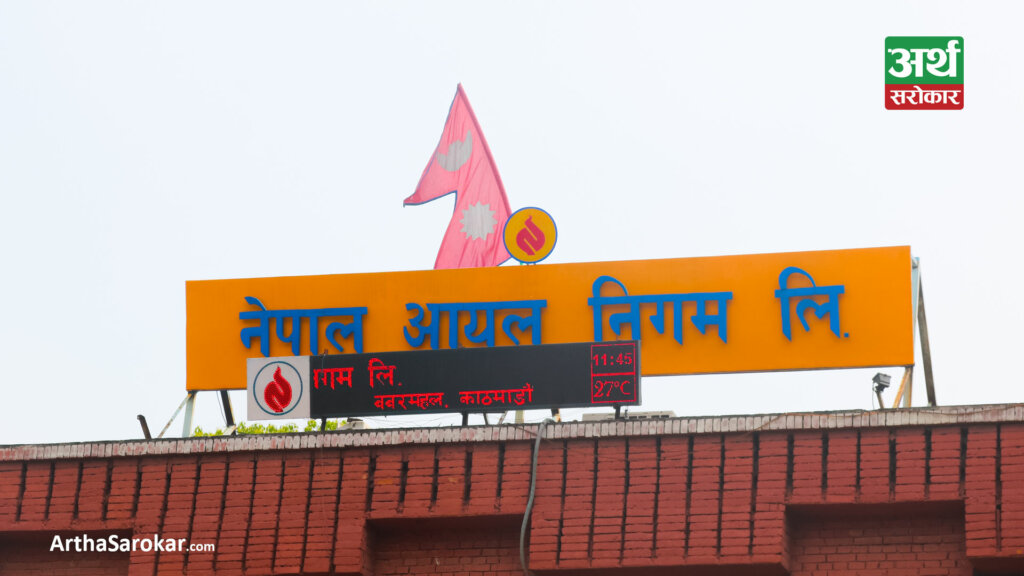 अर्थ
सरोकार
नेपाल आयल निगम लि.
गम लि.
11:45
बबरमहल, काठमाडौं
27°C
ArthaSarokar.com